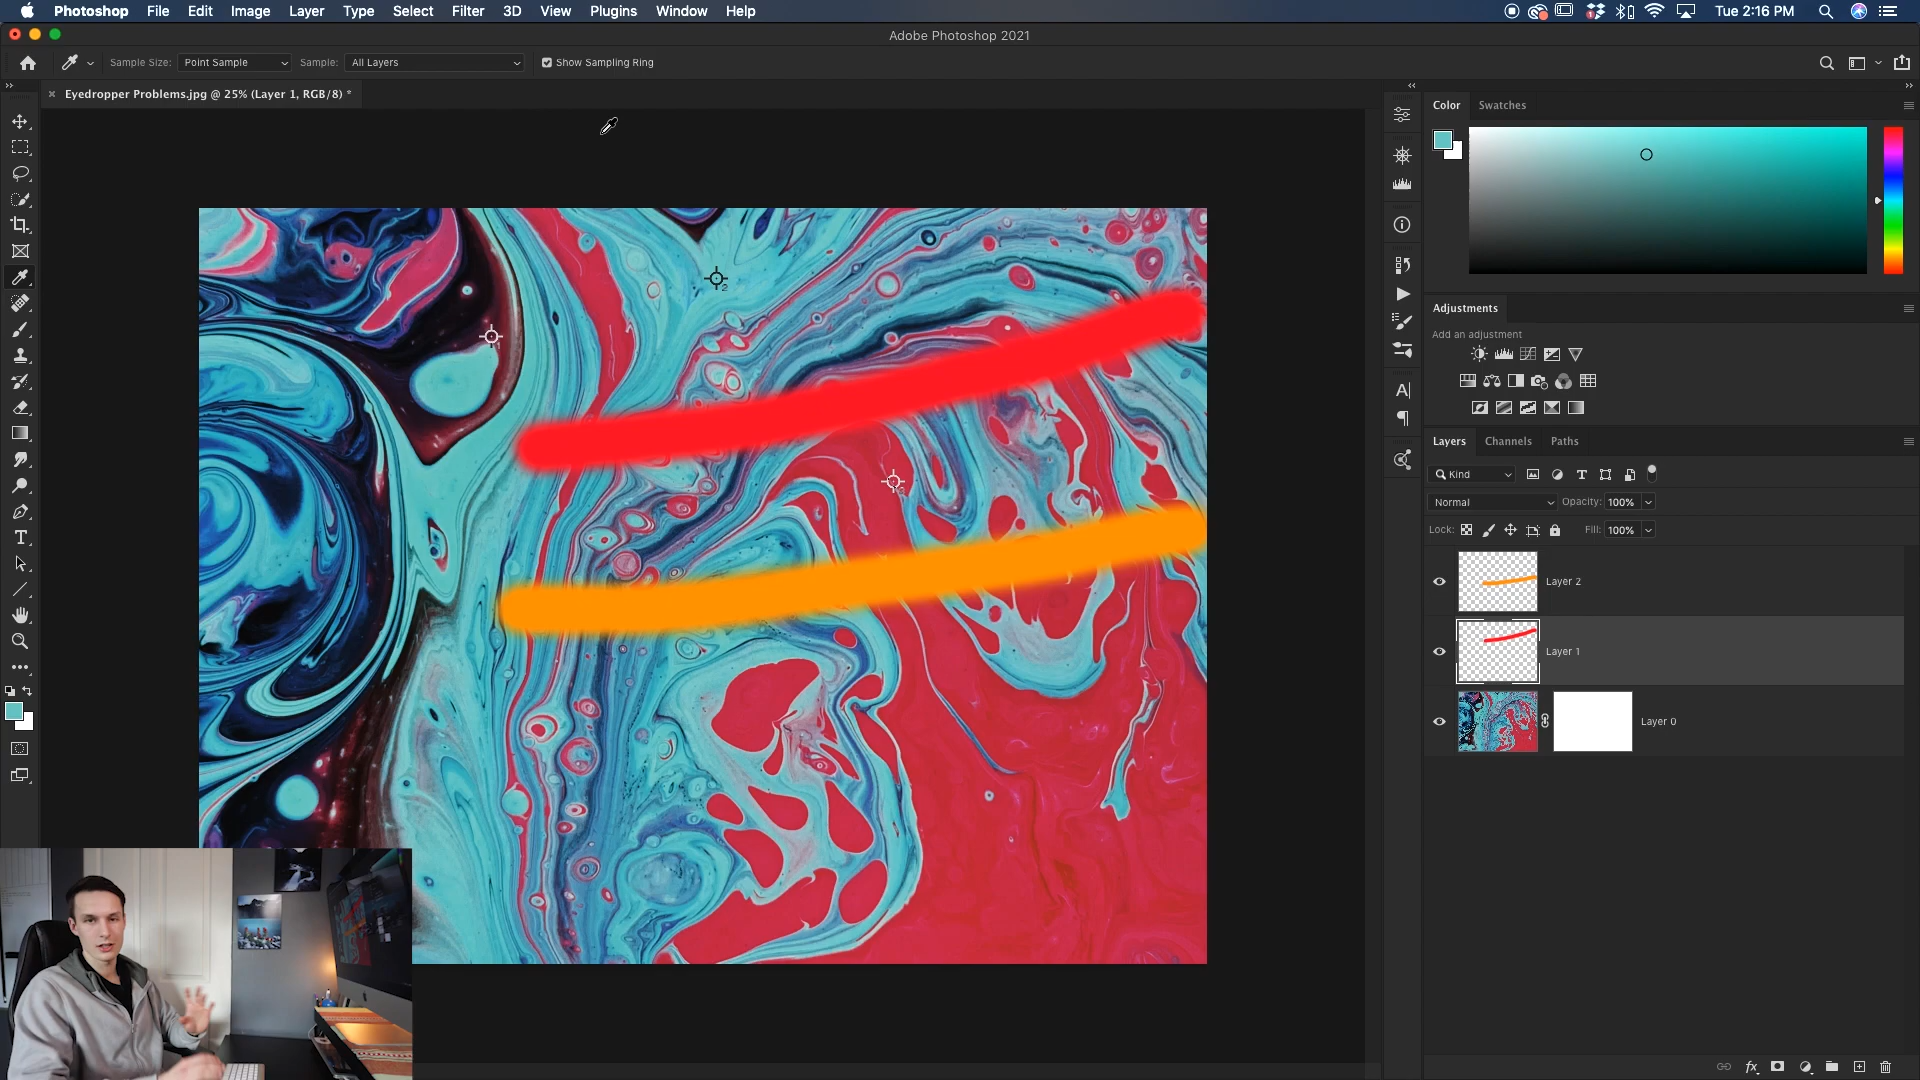 Photoshop File Edit Image Layer Type Select Filter 3D View Plugins Window Help Tue 2:16 PM
Adobe Photoshop 2021
Sample Size: Point Sample Sample: All Layers Show Sampling Ring
Eyedropper Problems.jpg @ 25% (Layer 1, RGB/8) *
Color Swatches
Adjustments
Add an adjustment
Layers Channels Paths
Kind
Normal Opacity: 100%
Lock: Fill: 100%
Layer 2
Layer 1
Layer 0